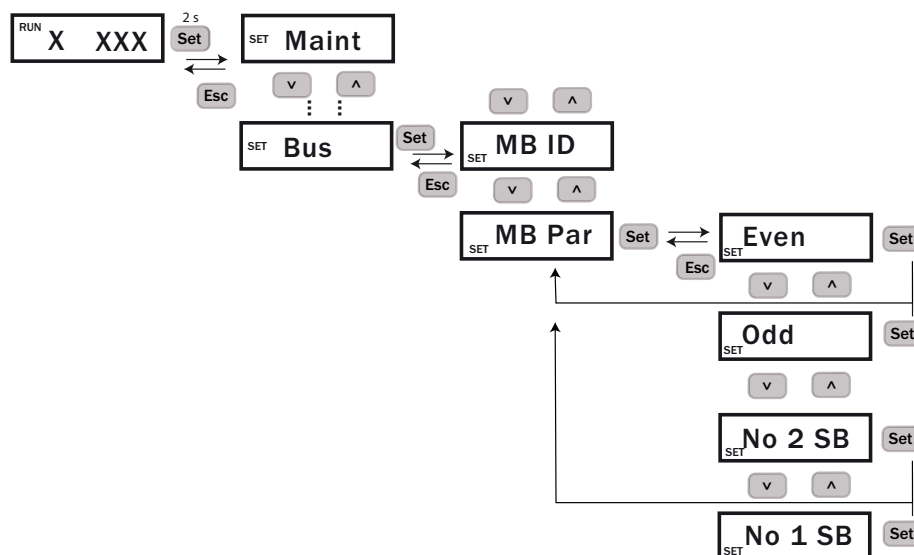 2 s
RUN X XXX
Set
SET Maint
Esc
v ^
SET Bus
Set
Esc
v ^
SET MB ID
v ^
SET MB Par
Set
Esc
SET Even
Set
v ^
SET Odd
Set
v ^
SET No 2 SB
Set
v ^
SET No 1 SB
Set